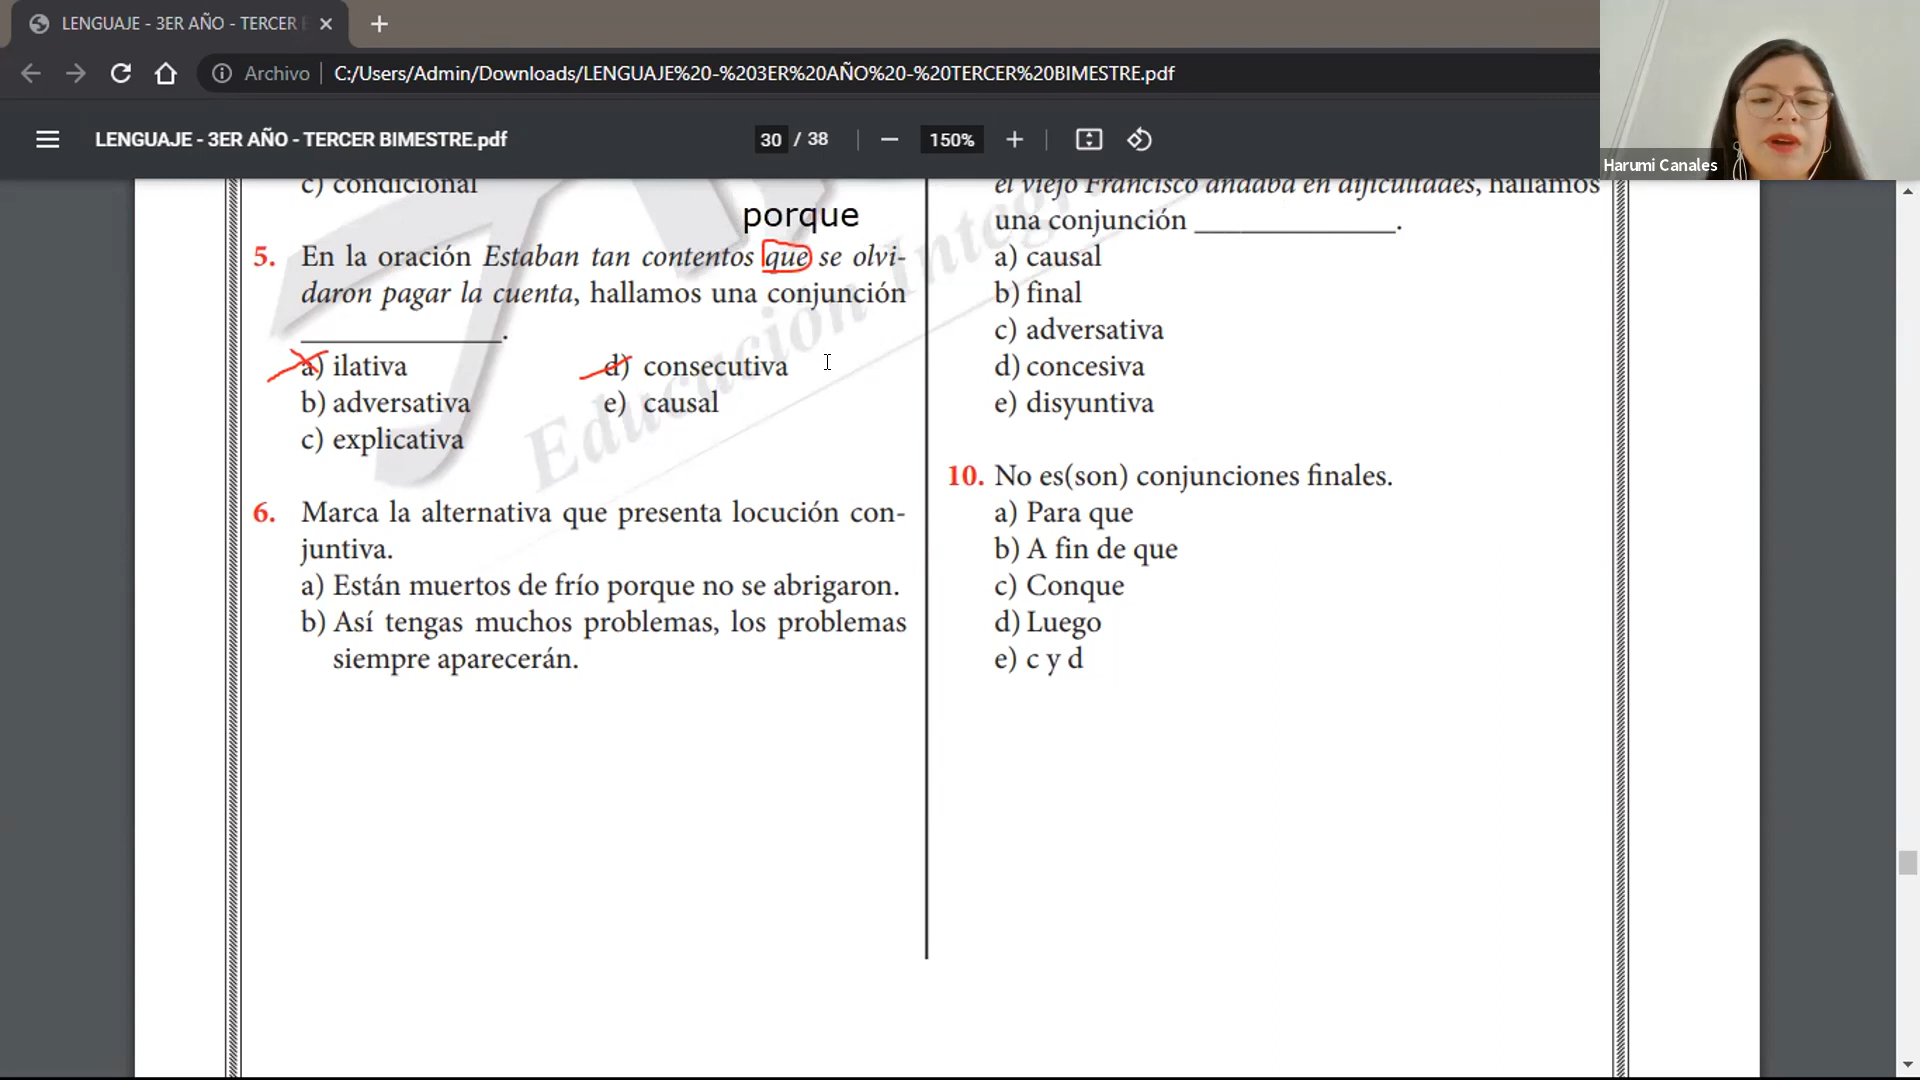 LENGUAJE - 3ER AÑO - TERCER
Archivo
C:/Users/Admin/Downloads/LENGUAJE%20-%203ER%20AÑO%20-%20TERCER%20BIMESTRE.pdf
LENGUAJE - 3ER AÑO - TERCER BIMESTRE.pdf
30 / 38
150%
Harumi Canales
c) condicional
porque
5. En la oración Estaban tan contentos que se olvi-
daron pagar la cuenta, hallamos una conjunción
______________.
a) ilativa
d) consecutiva
b) adversativa
e) causal
c) explicativa
6. Marca la alternativa que presenta locución con-
juntiva.
a) Están muertos de frío porque no se abrigaron.
b) Así tengas muchos problemas, los problemas
siempre aparecerán.
el viejo Francisco andaba en dificultades, hallamos
una conjunción ______________.
a) causal
b) final
c) adversativa
d) concesiva
e) disyuntiva
10. No es(son) conjunciones finales.
a) Para que
b) A fin de que
c) Conque
d) Luego
e) c y d
Educación Integr